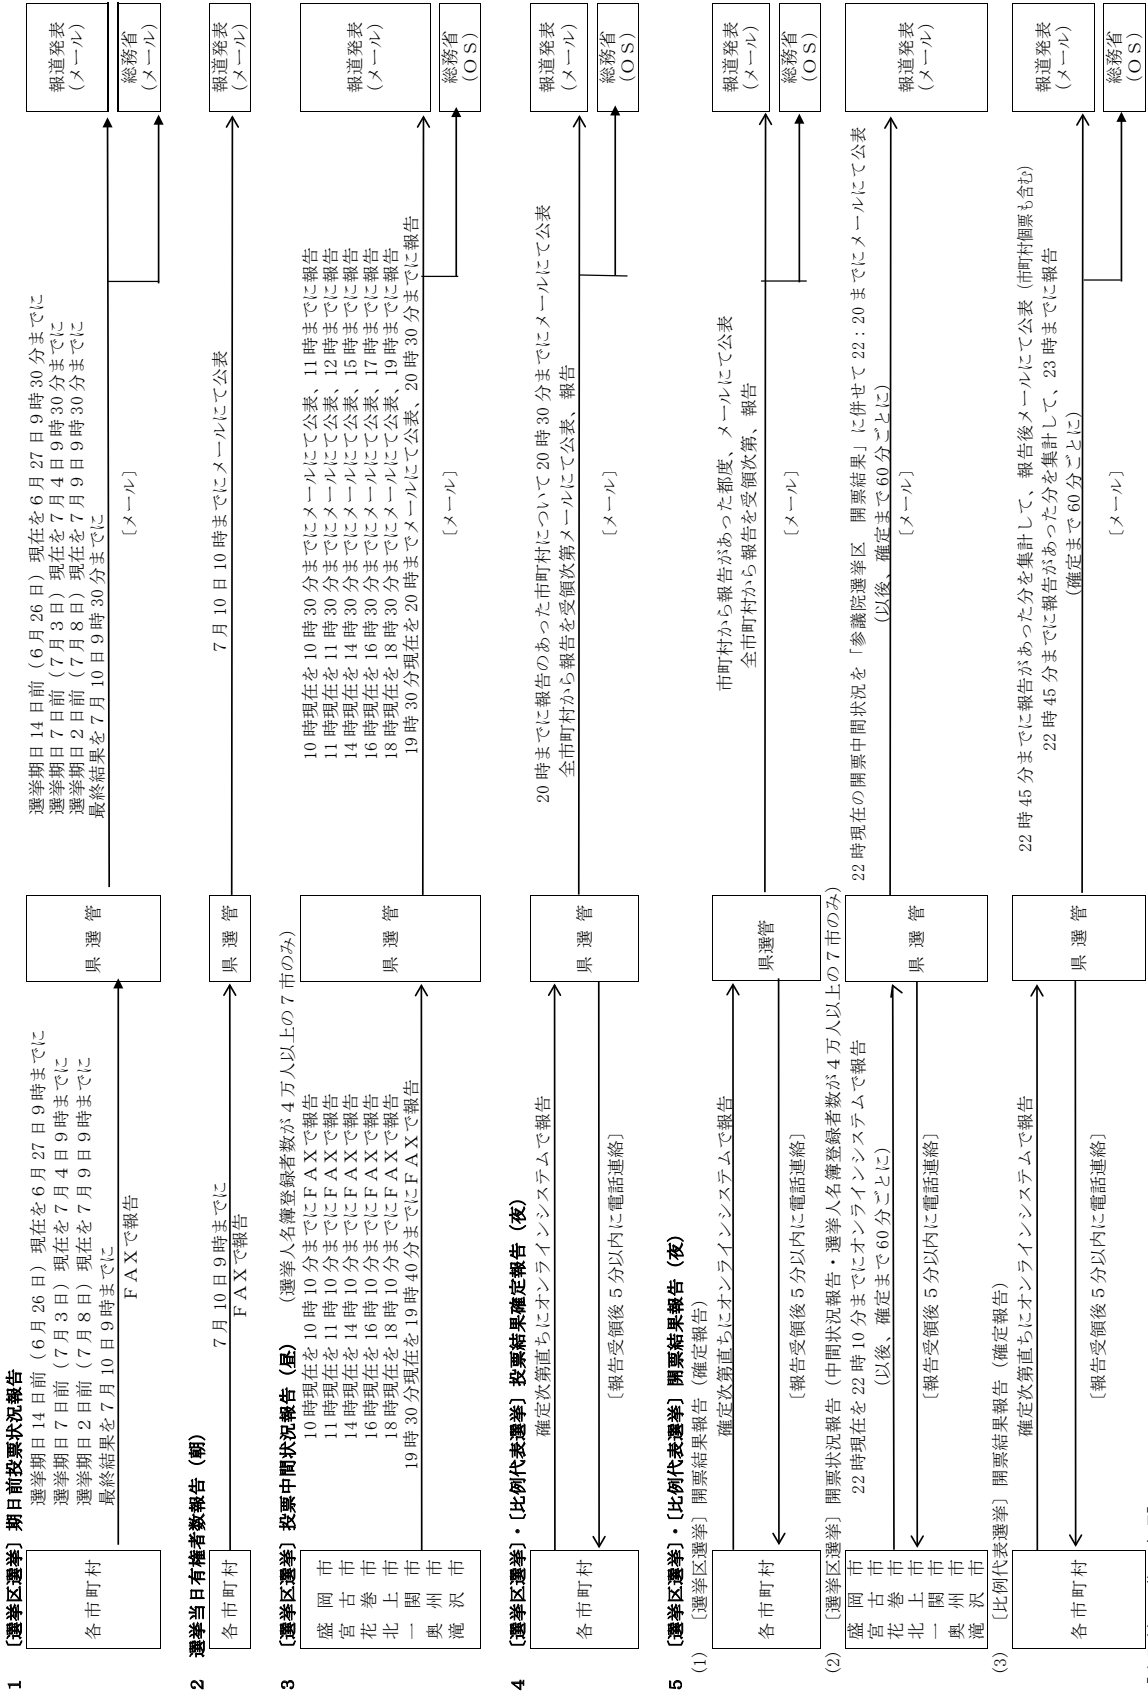 1 〔選挙区選挙〕期日前投票状況報告
各市町村
選挙期日14日前（6月26日）現在を6月27日9時までに
選挙期日7日前（7月3日）現在を7月4日9時までに
選挙期日2日前（7月8日）現在を7月9日9時までに
最終結果を7月10日9時までに
ＦＡＸで報告
県 選 管
選挙期日14日前（6月26日）現在を6月27日9時30分までに
選挙期日7日前（7月3日）現在を7月4日9時30分までに
選挙期日2日前（7月8日）現在を7月9日9時30分までに
最終結果を7月10日9時30分までに
〔メール〕
報道発表
（メール）
総務省
（メール）
2 選挙当日有権者数報告（朝）
各市町村
7月10日9時までに
ＦＡＸで報告
県 選 管
7月10日10時までにメールにて公表
報道発表
（メール）
3 〔選挙区選挙〕投票中間状況報告（昼） （選挙人名簿登録者数が4万人以上の7市のみ）
盛岡市
宮古市
花巻市
北上市
一関市
奥州市
滝沢市
10時現在を10時10分までにＦＡＸで報告
11時現在を11時10分までにＦＡＸで報告
14時現在を14時10分までにＦＡＸで報告
16時現在を16時10分までにＦＡＸで報告
18時現在を18時10分までにＦＡＸで報告
19時30分現在を19時40分までにＦＡＸで報告
県 選 管
10時現在を10時30分までにメールにて公表、11時までに報告
11時現在を11時30分までにメールにて公表、12時までに報告
14時現在を14時30分までにメールにて公表、15時までに報告
16時現在を16時30分までにメールにて公表、17時までに報告
18時現在を18時30分までにメールにて公表、19時までに報告
19時30分現在を20時までメールにて公表、20時30分までに報告
〔メール〕
報道発表
（メール）
総務省
（ＯＳ）
4 〔選挙区選挙〕・〔比例代表選挙〕投票結果確定報告（夜）
各市町村
確定次第直ちにオンラインシステムで報告
〔報告受領後5分以内に電話連絡〕
県 選 管
20時までに報告のあった市町村について20時30分までにメールにて公表
全市町村から報告を受領次第メールにて公表、報告
〔メール〕
報道発表
（メール）
総務省
（ＯＳ）
5 〔選挙区選挙〕・〔比例代表選挙〕開票結果報告（夜）
(1) 〔選挙区選挙〕開票結果報告（確定報告）
各市町村
確定次第直ちにオンラインシステムで報告
〔報告受領後5分以内に電話連絡〕
県選管
市町村から報告があった都度、メールにて公表
全市町村から報告を受領次第、報告
〔メール〕
報道発表
（メール）
総務省
（ＯＳ）
(2) 〔選挙区選挙〕開票状況報告（中間状況報告・選挙人名簿登録者数が4万人以上の7市のみ）
盛岡市
宮古市
花巻市
北上市
一関市
奥州市
滝沢市
22時現在を22時10分までにオンラインシステムで報告
（以後、確定まで60分ごとに）
〔報告受領後5分以内に電話連絡〕
県 選 管
22時現在の開票中間状況を「参議院選挙区　開票結果」に併せて22：20までにメールにて公表
（以後、確定まで60分ごとに）
〔メール〕
報道発表
（メール）
(3) 〔比例代表選挙〕開票結果報告（確定報告）
各市町村
確定次第直ちにオンラインシステムで報告
〔報告受領後5分以内に電話連絡〕
県 選 管
22時45分までに報告があった分を集計して、報告後メールにて公表（市町村個票も含む）
22時45分までに報告があった分を集計して、23時までに報告
（確定まで60分ごとに）
〔メール〕
報道発表
（メール）
総務省
（ＯＳ）